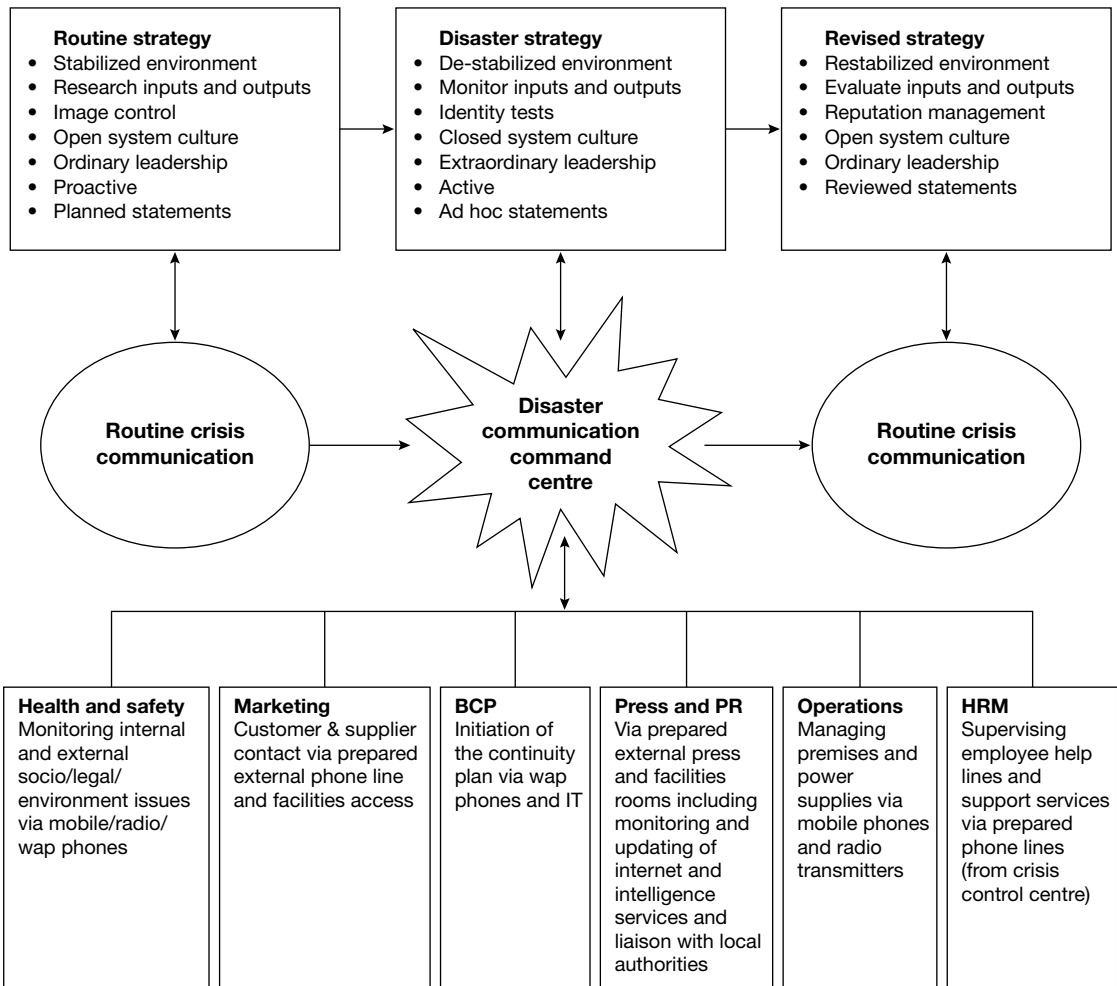 Routine strategy
• Stabilized environment
• Research inputs and outputs
• Image control
• Open system culture
• Ordinary leadership
• Proactive
• Planned statements
Disaster strategy
• De-stabilized environment
• Monitor inputs and outputs
• Identity tests
• Closed system culture
• Extraordinary leadership
• Active
• Ad hoc statements
Revised strategy
• Restabilized environment
• Evaluate inputs and outputs
• Reputation management
• Open system culture
• Ordinary leadership
• Reviewed statements
Routine crisis
communication
Disaster
communication
command
centre
Routine crisis
communication
Health and safety
Monitoring internal
and external
socio/legal/
environment issues
via mobile/radio/
wap phones
Marketing
Customer & supplier
contact via prepared
external phone line
and facilities access
BCP
Initiation of
the continuity
plan via wap
phones and IT
Press and PR
Via prepared
external press
and facilities
rooms including
monitoring and
updating of
internet and
intelligence
services and
liaison with local
authorities
Operations
Managing
premises and
power
supplies via
mobile phones
and radio
transmitters
HRM
Supervising
employee help
lines and
support services
via prepared
phone lines
(from crisis
control centre)